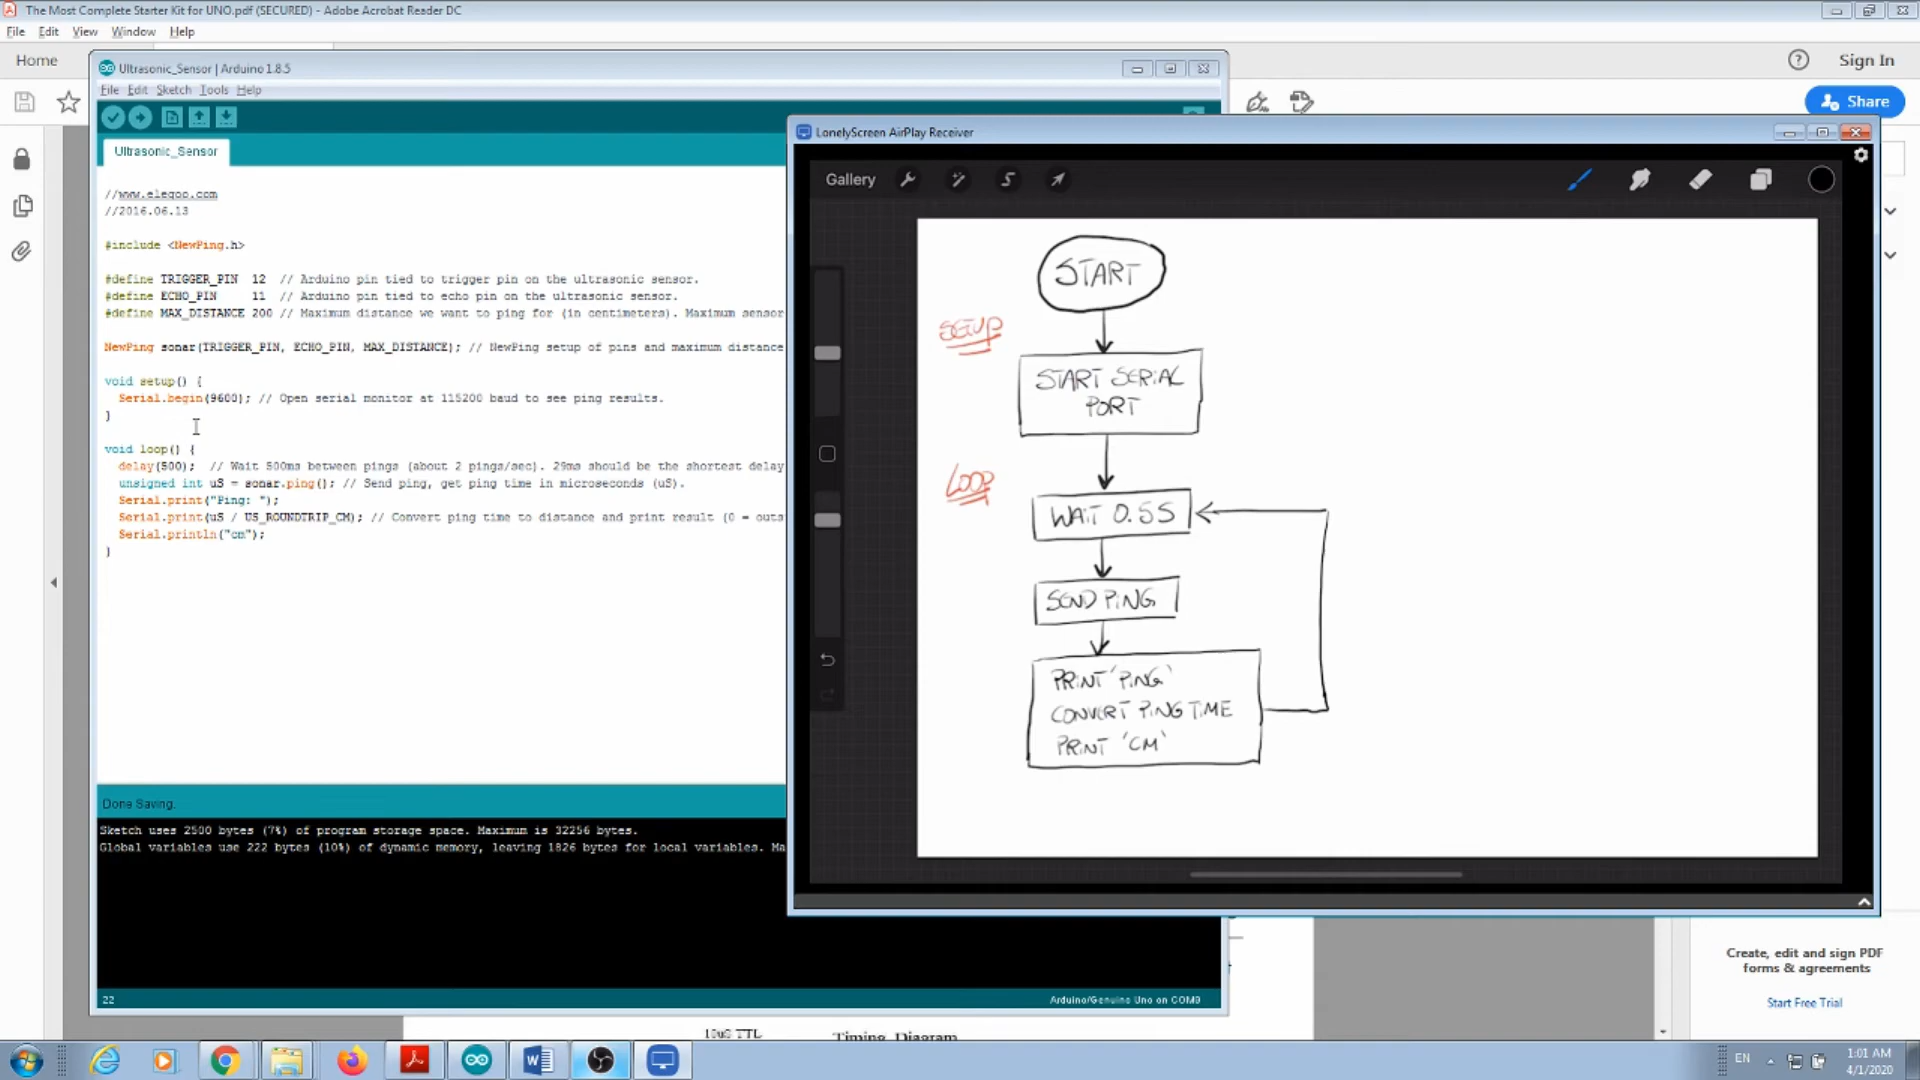 The Most Complete Starter Kit for UNO.pdf (SECURED) - Adobe Acrobat Reader DC
File Edit View Window Help
Home
Sign In
Share
Ultrasonic_Sensor | Arduino 1.8.5
File Edit Sketch Tools Help
Ultrasonic_Sensor
//www.elegoo.com
//2016.06.13
#include <NewPing.h>
#define TRIGGER_PIN 12 // Arduino pin tied to trigger pin on the ultrasonic sensor.
#define ECHO_PIN 11 // Arduino pin tied to echo pin on the ultrasonic sensor.
#define MAX_DISTANCE 200 // Maximum distance we want to ping for (in centimeters). Maximum sensor
NewPing sonar(TRIGGER_PIN, ECHO_PIN, MAX_DISTANCE); // NewPing setup of pins and maximum distance
void setup() {
Serial.begin(9600); // Open serial monitor at 115200 baud to see ping results.
}
void loop() {
delay(500); // Wait 500ms between pings (about 2 pings/sec). 29ms should be the shortest delay
unsigned int uS = sonar.ping(); // Send ping, get ping time in microseconds (uS).
Serial.print("Ping: ");
Serial.print(uS / US_ROUNDTRIP_CM); // Convert ping time to distance and print result (0 = outs
Serial.println("cm");
}
Done Saving.
Sketch uses 2500 bytes (7%) of program storage space. Maximum is 32256 bytes.
Global variables use 222 bytes (10%) of dynamic memory, leaving 1826 bytes for local variables. Ma
22
Arduino/Genuino Uno on COM9
LonelyScreen AirPlay Receiver
Gallery
START
SETUP
START SERIAL
PORT
LOOP
WAIT 0.5S
SEND PING
PRINT 'PING'
CONVERT PING TIME
PRINT 'CM'
Create, edit and sign PDF
forms & agreements
Start Free Trial
10uS TTL
Timing Diagram
EN
1:01 AM
4/1/2020